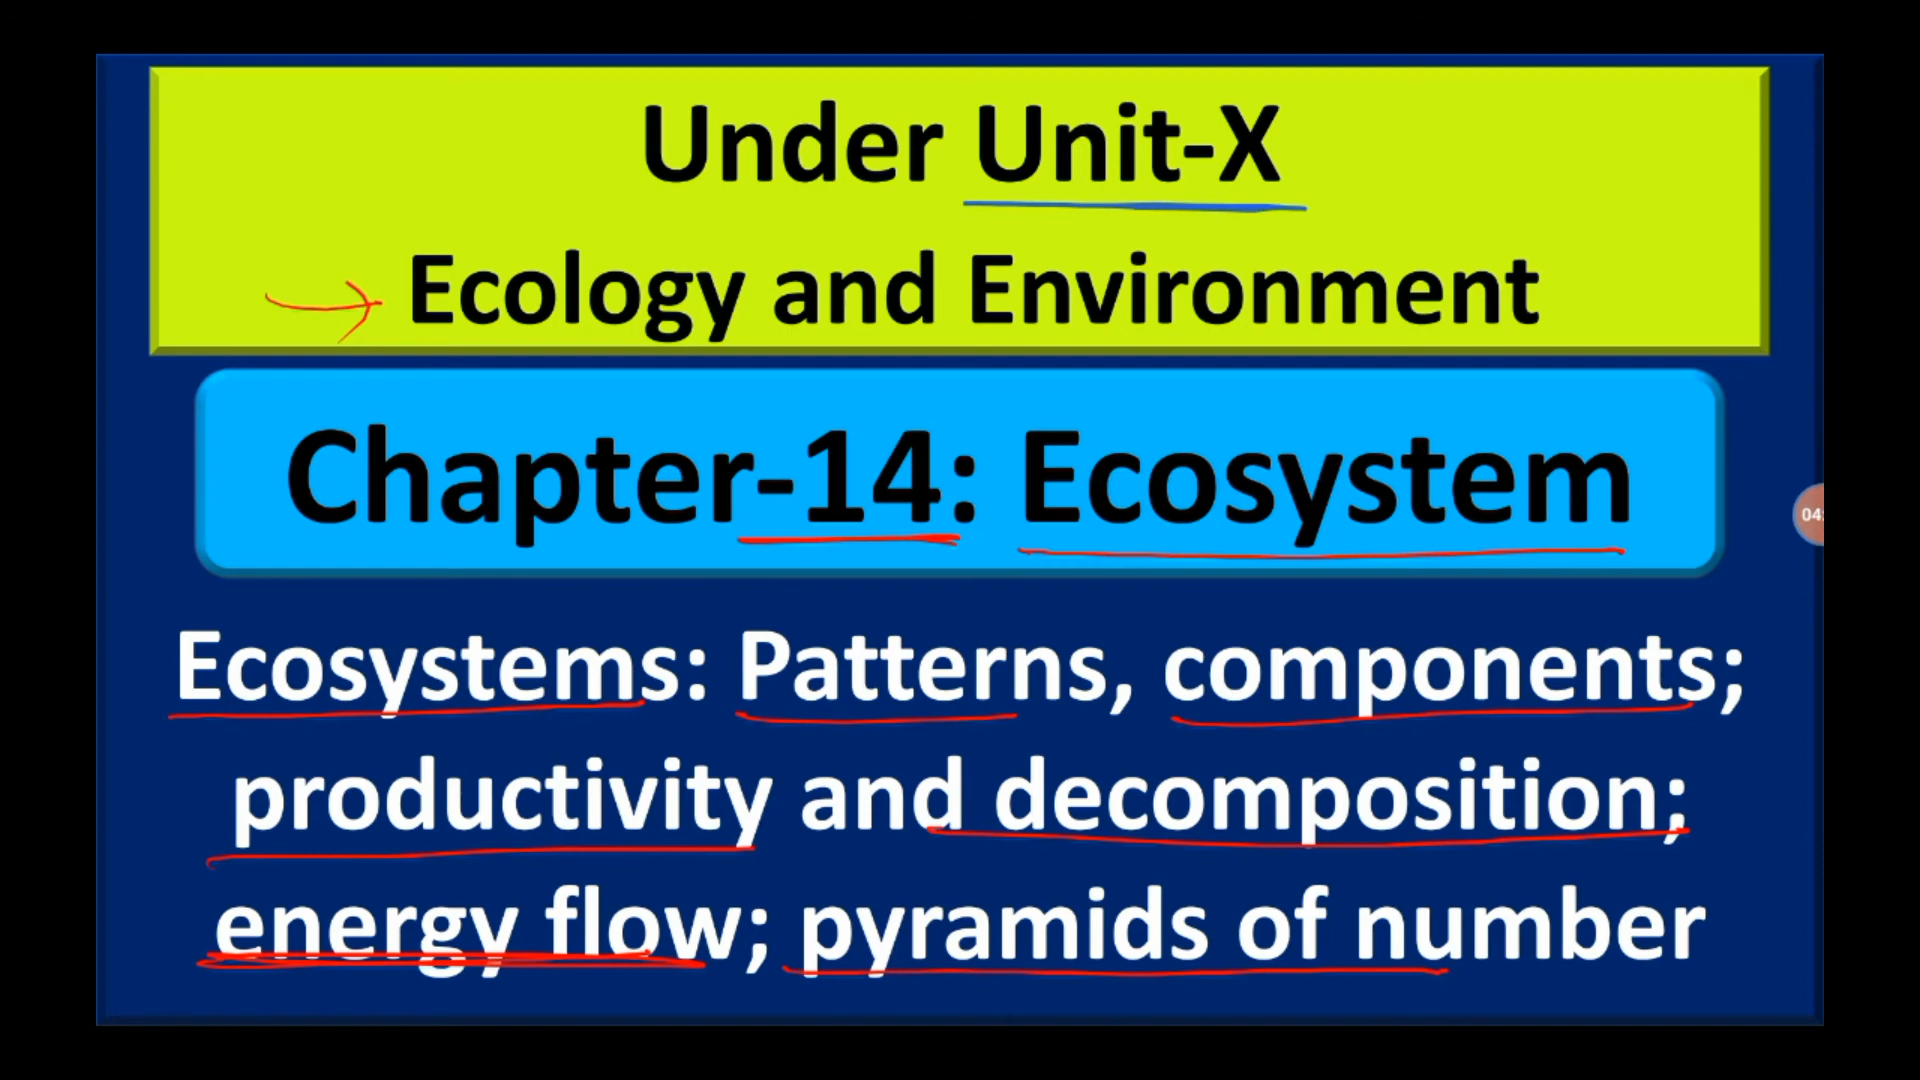 Under Unit-X
Ecology and Environment
Chapter-14: Ecosystem
Ecosystems: Patterns, components;
productivity and decomposition;
energy flow; pyramids of number